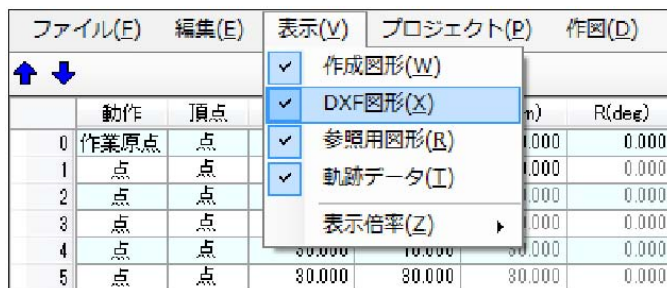 ファイル(F) 編集(E) 表示(V) プロジェクト(P) 作図(D)
作成図形(W)
DXF図形(X)
参照用図形(R)
軌跡データ(T)
表示倍率(Z)
動作 頂点 R(deg)
0 作業原点 点 0.000
1 点 点 0.000
2 点 点 0.000
3 点 点 0.000
4 点 点 30.000 10.000 30.000 0.000
5 点 点 30.000 30.000 30.000 0.000